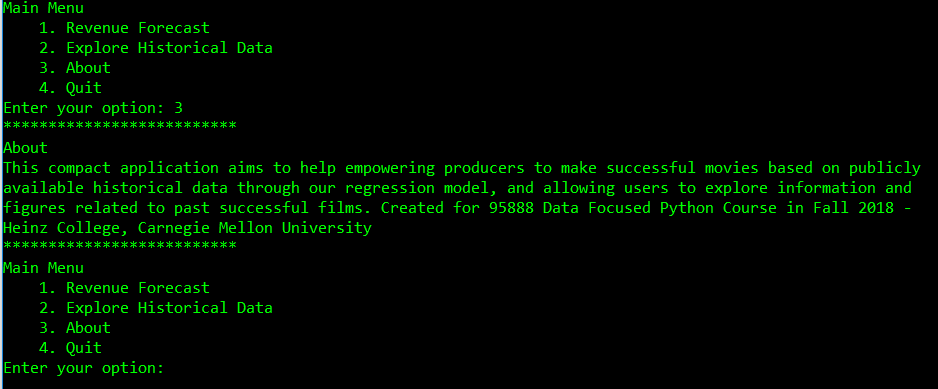 Main Menu
    1. Revenue Forecast
    2. Explore Historical Data
    3. About
    4. Quit
Enter your option: 3
**************************
About
This compact application aims to help empowering producers to make successful movies based on publicly
available historical data through our regression model, and allowing users to explore information and
figures related to past successful films. Created for 95888 Data Focused Python Course in Fall 2018 -
Heinz College, Carnegie Mellon University
**************************
Main Menu
    1. Revenue Forecast
    2. Explore Historical Data
    3. About
    4. Quit
Enter your option: